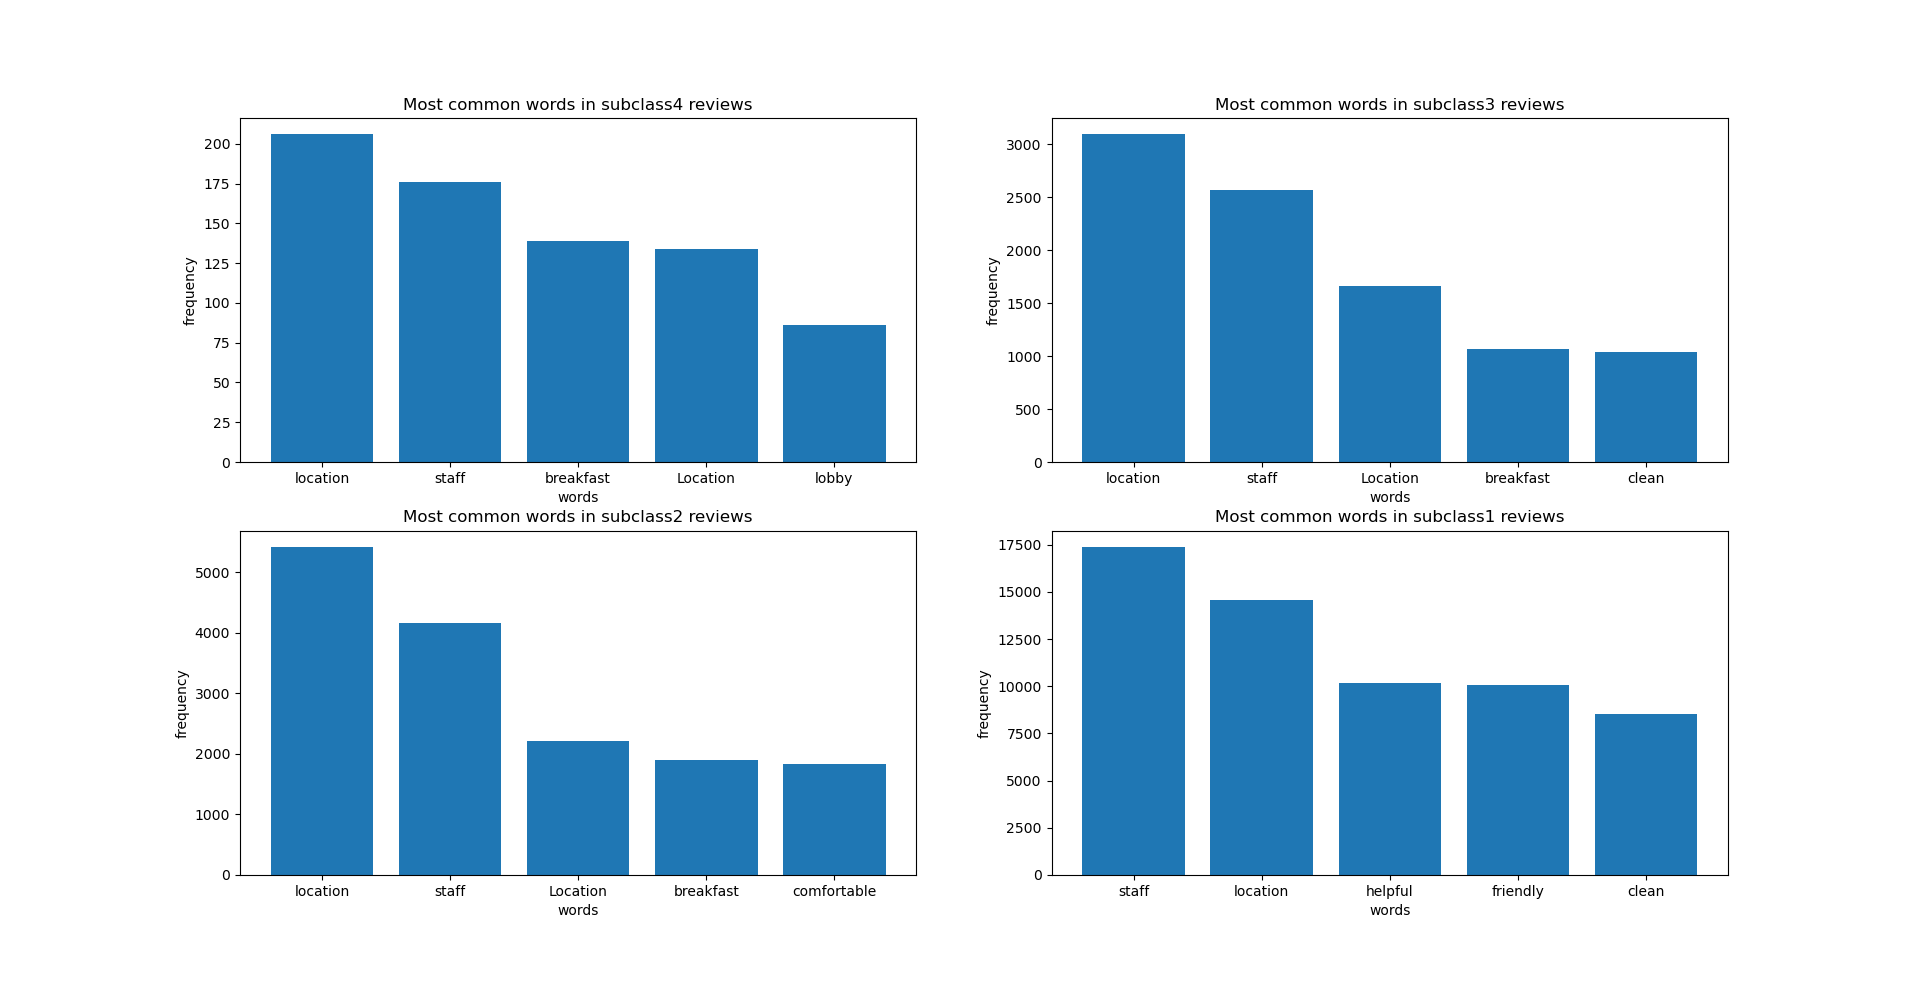 Most common words in subclass4 reviews
200
175
150
125
100
75
50
25
0
frequency
location staff breakfast Location lobby
words
Most common words in subclass3 reviews
3000
2500
2000
1500
1000
500
0
frequency
location staff Location breakfast clean
words
Most common words in subclass2 reviews
5000
4000
3000
2000
1000
0
frequency
location staff Location breakfast comfortable
words
Most common words in subclass1 reviews
17500
15000
12500
10000
7500
5000
2500
0
frequency
staff location helpful friendly clean
words